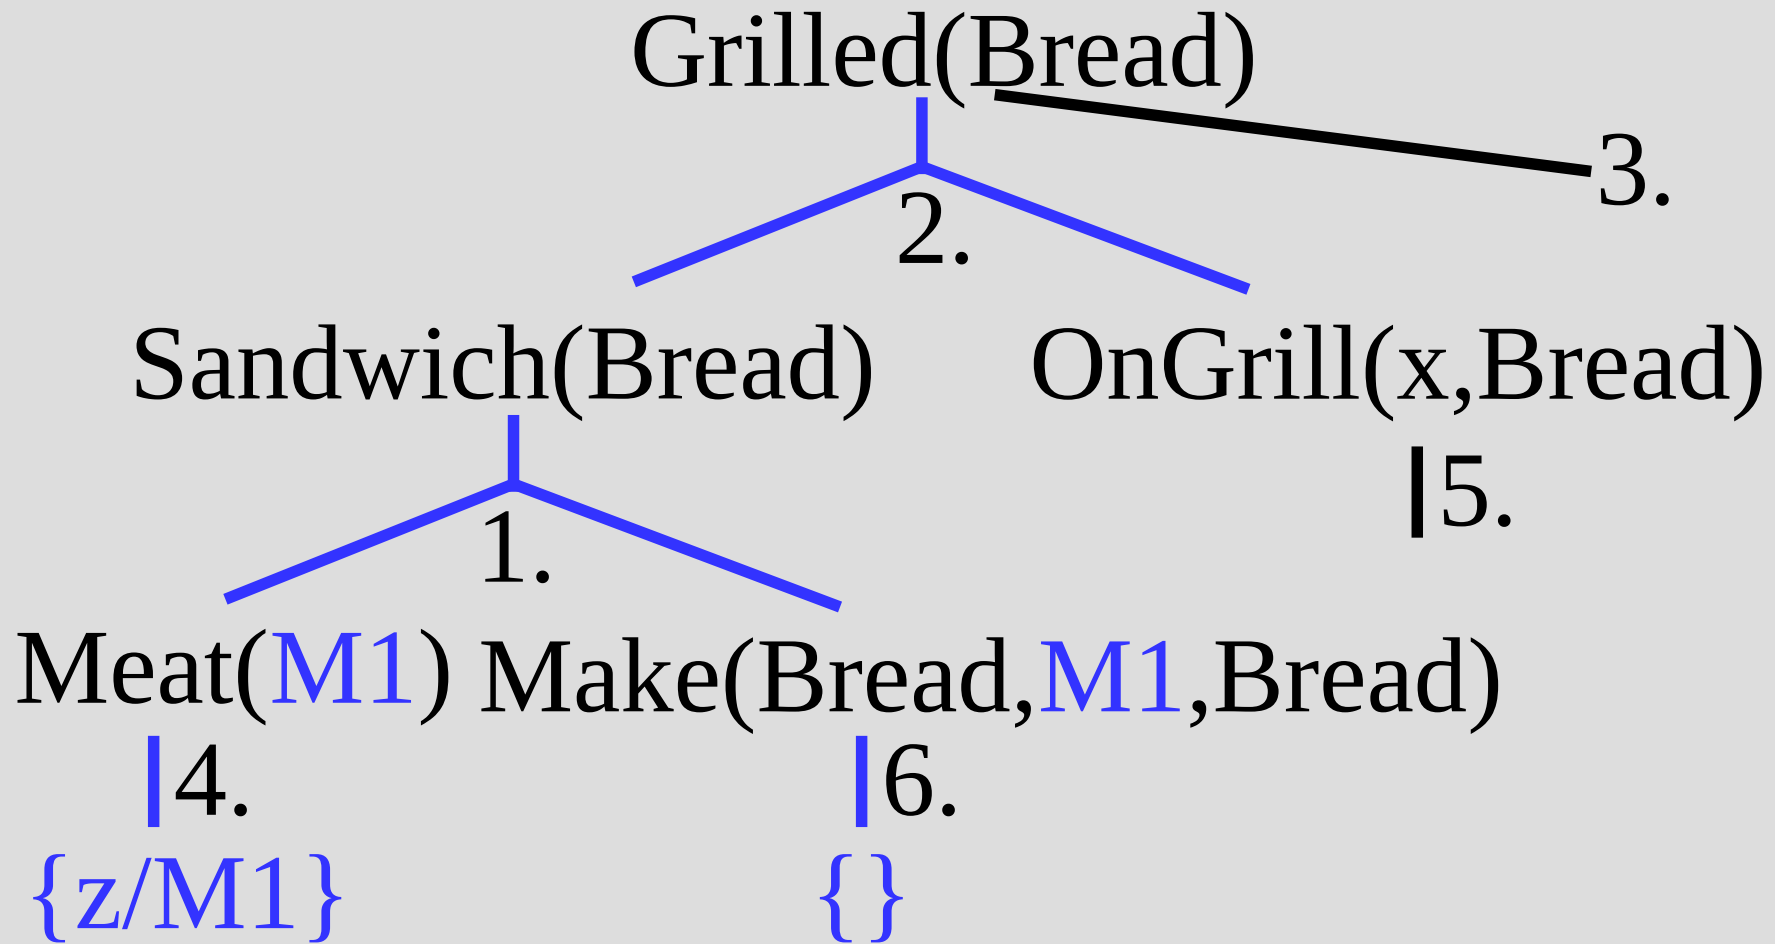 Grilled(Bread)
3.
2.
Sandwich(Bread) OnGrill(x,Bread)
5.
1.
Meat(M1) Make(Bread,M1,Bread)
4. 6.
{z/M1} {}